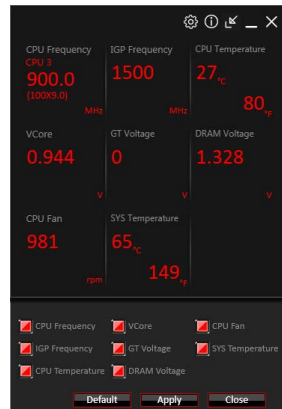 CPU Frequency IGP Frequency CPU Temperature
CPU 3
900.0 1500 27 °C
(100X9.0)
MHz MHz 80 °F
VCore GT Voltage DRAM Voltage
0.944 0 1.328
V V V
CPU Fan SYS Temperature
981 65 °C
rpm 149 °F
CPU Frequency VCore CPU Fan
IGP Frequency GT Voltage SYS Temperature
CPU Temperature DRAM Voltage
Default Apply Close